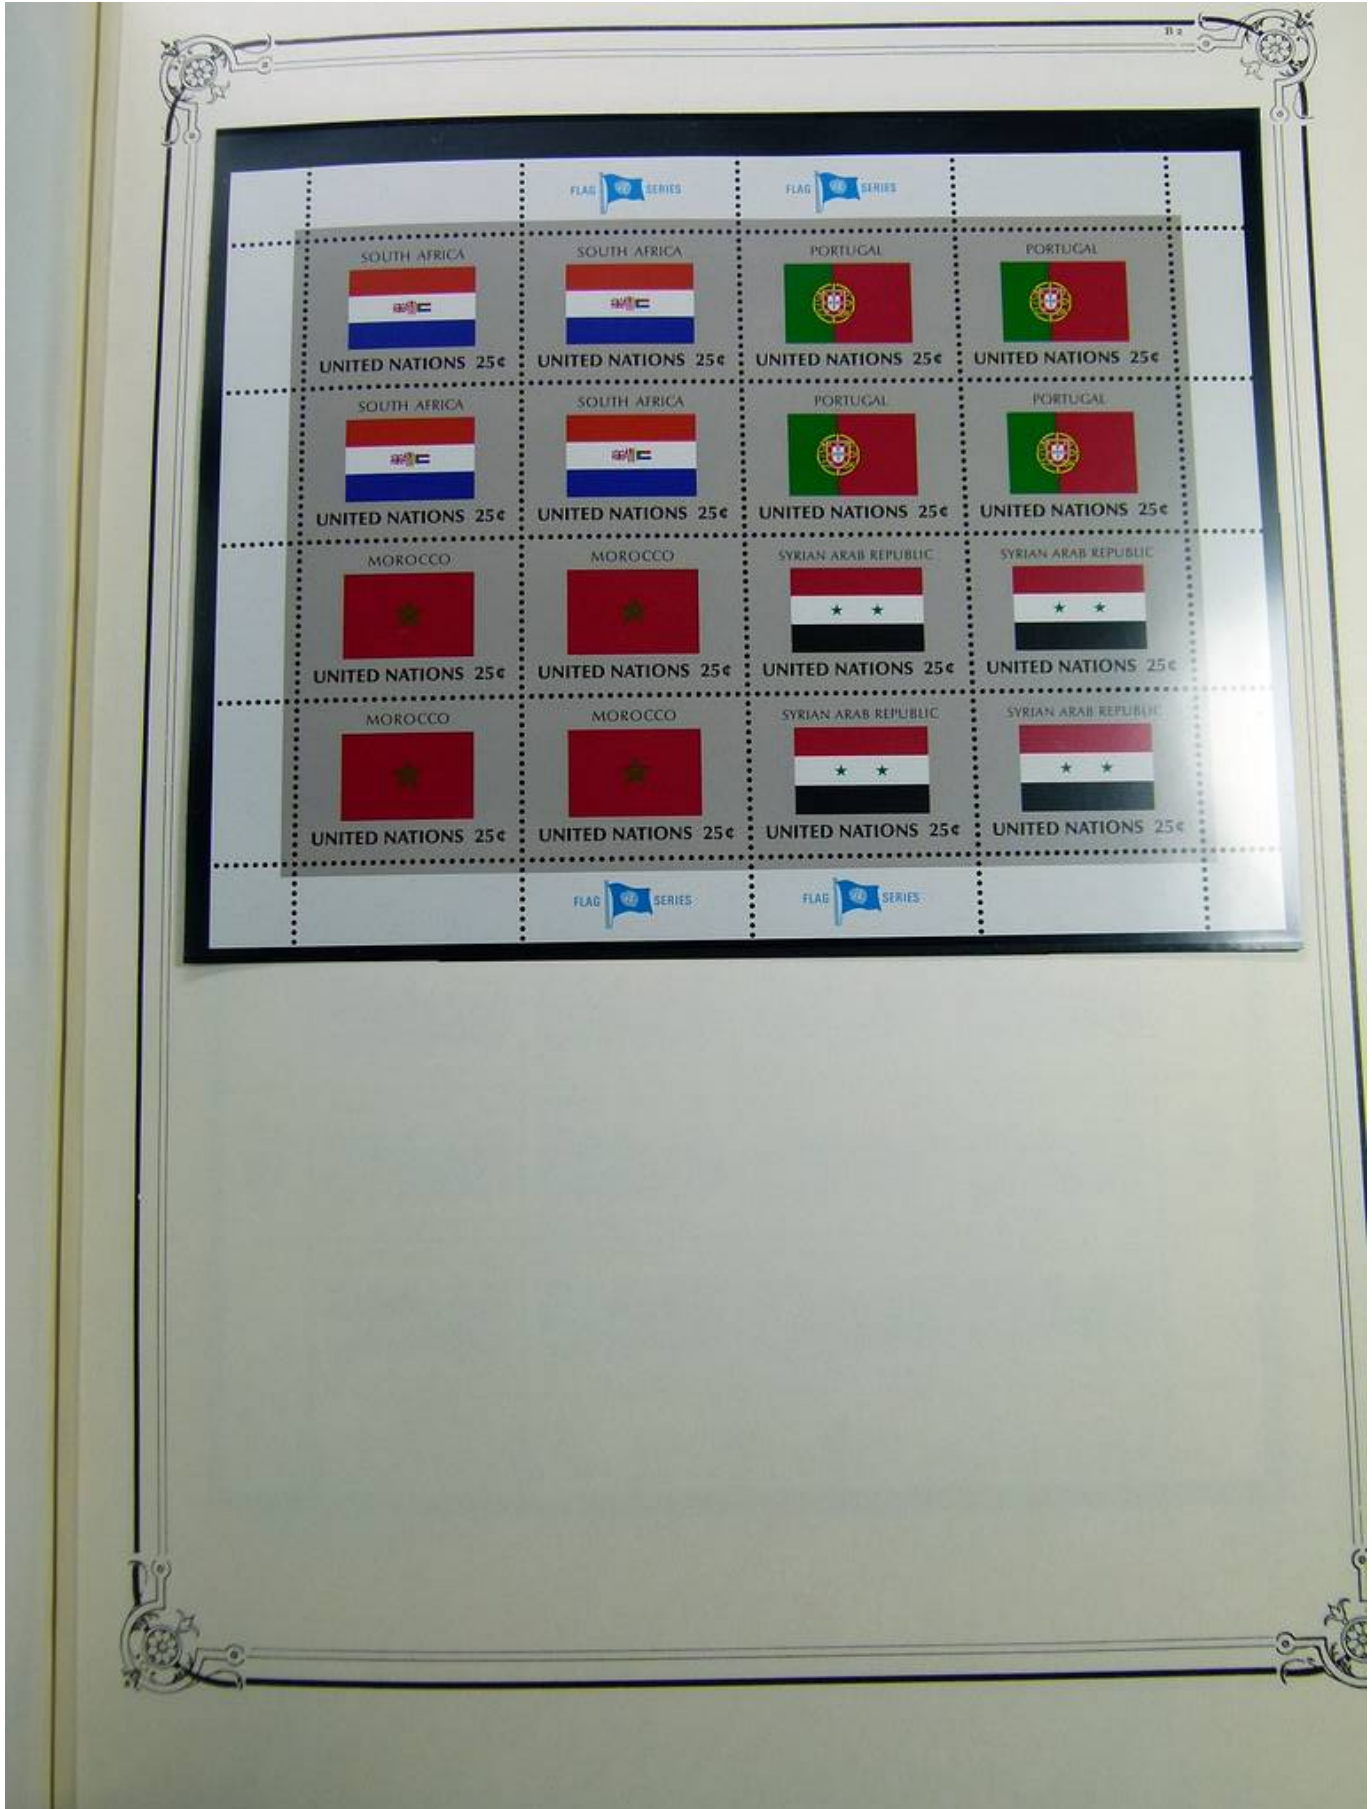 B 2
FLAG SERIES FLAG SERIES
SOUTH AFRICA SOUTH AFRICA PORTUGAL PORTUGAL
UNITED NATIONS 25¢ UNITED NATIONS 25¢ UNITED NATIONS 25¢ UNITED NATIONS 25¢
SOUTH AFRICA SOUTH AFRICA PORTUGAL PORTUGAL
UNITED NATIONS 25¢ UNITED NATIONS 25¢ UNITED NATIONS 25¢ UNITED NATIONS 25¢
MOROCCO MOROCCO SYRIAN ARAB REPUBLIC SYRIAN ARAB REPUBLIC
UNITED NATIONS 25¢ UNITED NATIONS 25¢ UNITED NATIONS 25¢ UNITED NATIONS 25¢
MOROCCO MOROCCO SYRIAN ARAB REPUBLIC SYRIAN ARAB REPUBLIC
UNITED NATIONS 25¢ UNITED NATIONS 25¢ UNITED NATIONS 25¢ UNITED NATIONS 25¢
FLAG SERIES FLAG SERIES